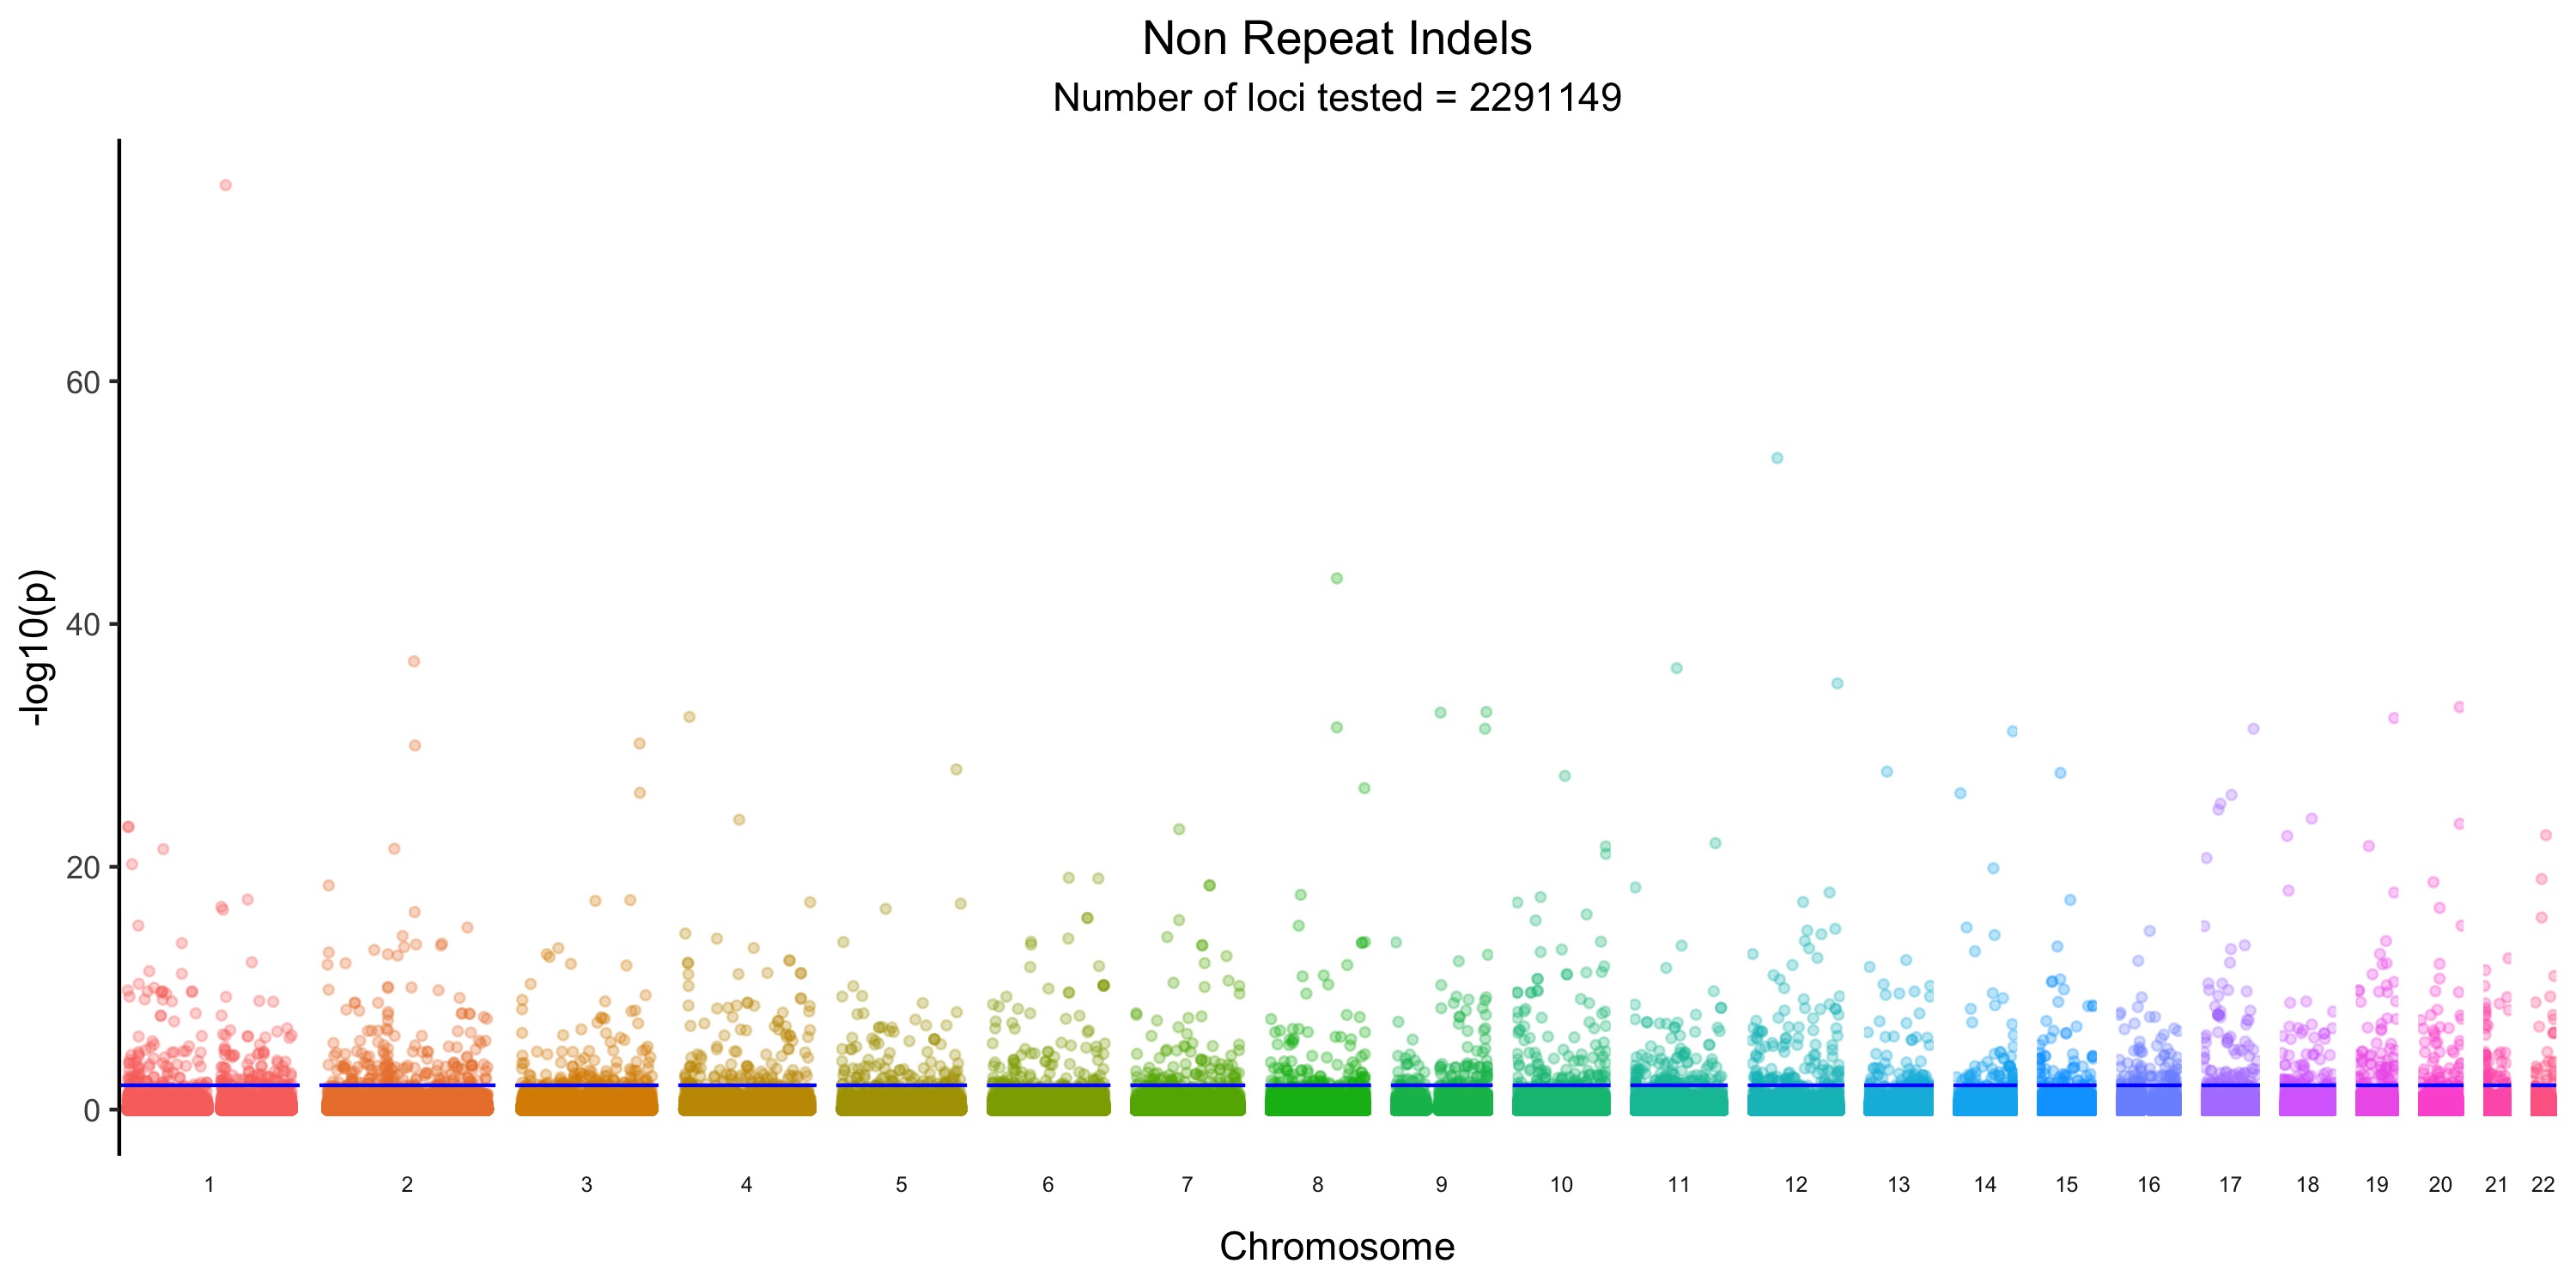 Non Repeat Indels
Number of loci tested = 2291149
-log10(p)
60
40
20
0
1 2 3 4 5 6 7 8 9 10 11 12 13 14 15 16 17 18 19 20 21 22
Chromosome